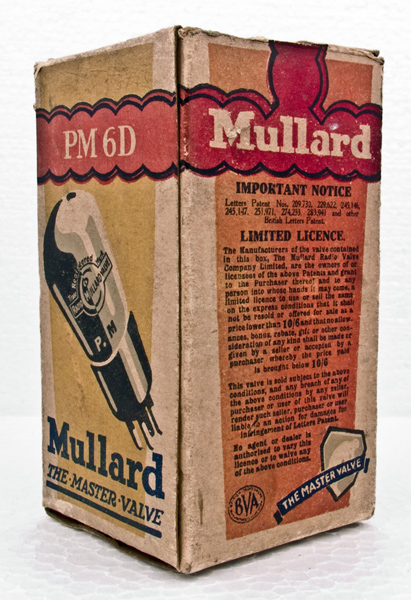 PM 6D
P.M
Mullard
THE·MASTER·VALVE
Mullard
IMPORTANT NOTICE
Letters Patent Nos. 209,730, 229,622, 240,146,
245,147, 251,971, 274,233, 283,941 and other
British Letters Patent.
LIMITED LICENCE.
The Manufacturers of the valve contained
in this box, The Mullard Radio Valve
Company Limited, are the owners of or
licensees of the above Patents and grant
to the Purchaser thereof and to any
person into whose hands it may come, a
limited licence to use or sell the same
on the express conditions that it shall
not be resold or offered for sale at a
price lower than 10/6 and that no allow-
ances, bonus, rebate, gift or other con-
sideration of any kind shall be made or
given by a seller or accepted by a
purchaser whereby the price paid
is brought below 10/6
This valve is sold subject to the above
conditions, and any breach of any of
the above conditions by any seller,
purchaser or user of this valve will
render such seller, purchaser or user
liable to an action for damages for
infringement of Letters Patent.
No agent or dealer is
authorised to vary this
licence or to waive any
of the above conditions.
BVA
THE MASTER VALVE